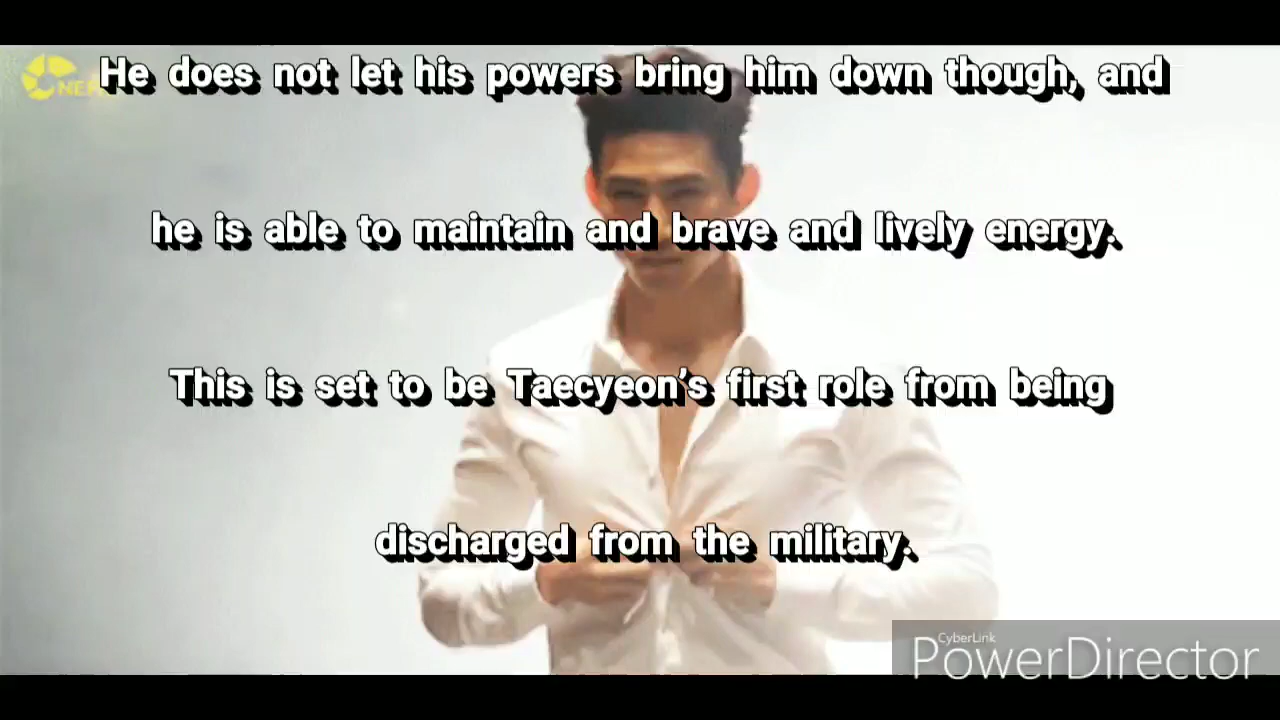 He does not let his powers bring him down though, and
he is able to maintain and brave and lively energy.
This is set to be Taecyeon’s first role from being
discharged from the military.
CyberLink
PowerDirector